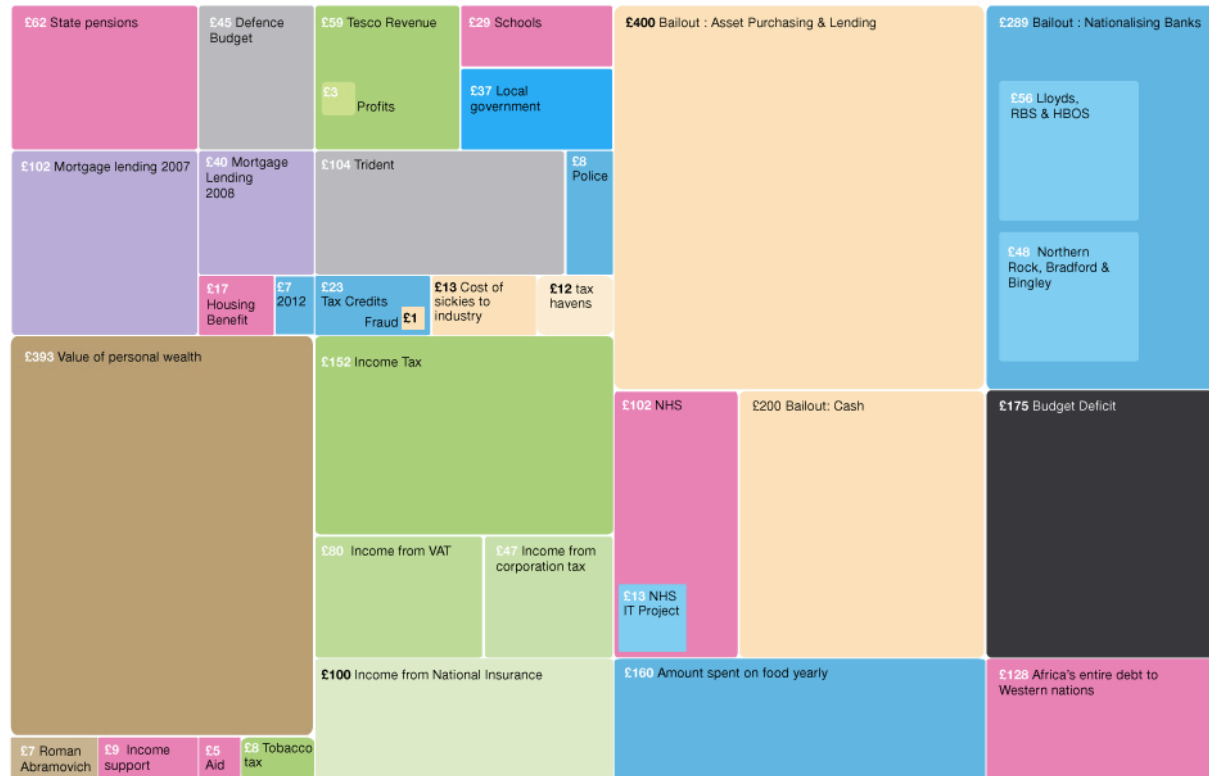 £62 State pensions
£45 Defence
Budget
£59 Tesco Revenue
£3
Profits
£29 Schools
£37 Local
government
£400 Bailout : Asset Purchasing & Lending
£289 Bailout : Nationalising Banks
£56 Lloyds,
RBS & HBOS
£48 Northern
Rock, Bradford &
Bingley
£102 Mortgage lending 2007
£40 Mortgage
Lending
2008
£104 Trident
£8
Police
£17
Housing
Benefit
£7
2012
£23
Tax Credits
Fraud £1
£13 Cost of
sickies to
industry
£12 tax
havens
£393 Value of personal wealth
£152 Income Tax
£102 NHS
£13 NHS
IT Project
£200 Bailout: Cash
£175 Budget Deficit
£80 Income from VAT
£47 Income from
corporation tax
£100 Income from National Insurance
£160 Amount spent on food yearly
£128 Africa's entire debt to
Western nations
£7 Roman
Abramovich
£9 Income
support
£5
Aid
£8 Tobacco
tax